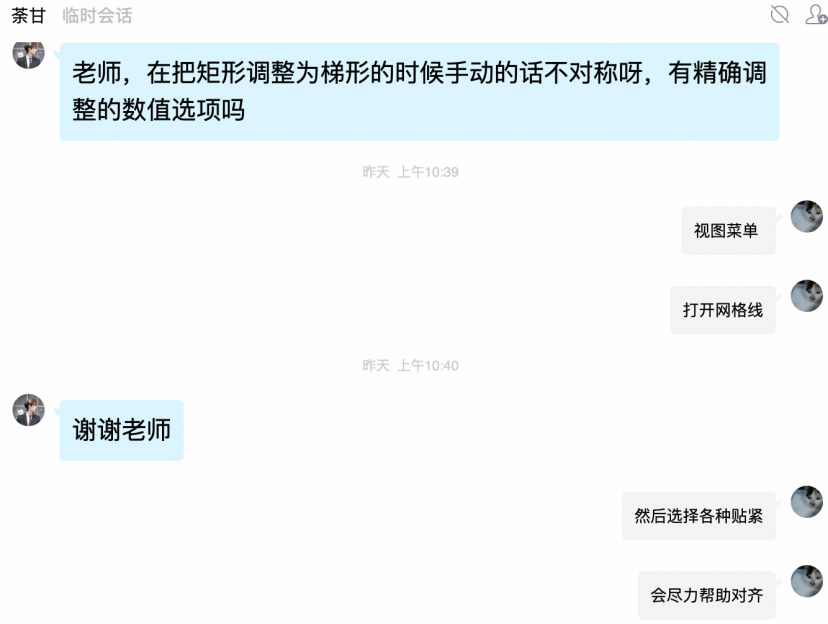 荼甘 临时会话
老师，在把矩形调整为梯形的时候手动的话不对称呀，有精确调
整的数值选项吗
昨天 上午10:39
视图菜单
打开网格线
昨天 上午10:40
谢谢老师
然后选择各种贴紧
会尽力帮助对齐